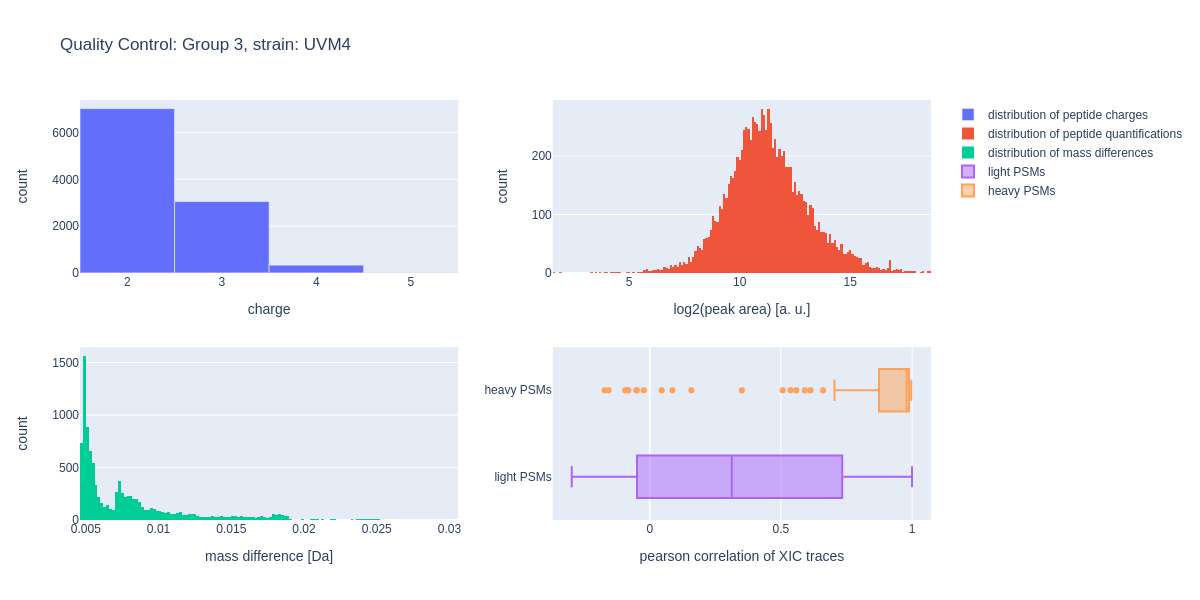 Quality Control: Group 3, strain: UVM4
6000
4000
2000
0
count
2
3
4
5
charge
200
100
0
count
5
10
15
log2(peak area) [a. u.]
distribution of peptide charges
distribution of peptide quantifications
distribution of mass differences
light PSMs
heavy PSMs
1500
1000
500
0
count
0.005
0.01
0.015
0.02
0.025
0.03
mass difference [Da]
heavy PSMs
light PSMs
0
0.5
1
pearson correlation of XIC traces